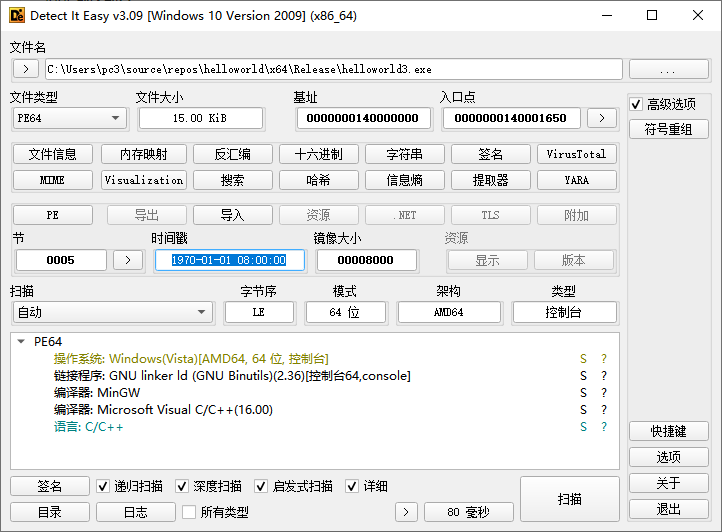 Detect It Easy v3.09 [Windows 10 Version 2009] (x86_64)
文件名
> C:\Users\pc3\source\repos\helloworld\x64\Release\helloworld3.exe ...
文件类型 文件大小 基址 入口点
PE64 15.00 KiB 0000000140000000 0000000140001650 >
高级选项
符号重组
文件信息 内存映射 反汇编 十六进制 字符串 签名 VirusTotal
MIME Visualization 搜索 哈希 信息熵 提取器 YARA
PE 导出 导入 资源 .NET TLS 附加
节 时间戳 镜像大小 资源
0005 > 1970-01-01 08:00:00 00008000 显示 版本
扫描 字节序 模式 架构 类型
自动 LE 64 位 AMD64 控制台
PE64
操作系统: Windows(Vista)[AMD64, 64 位, 控制台] S ?
链接程序: GNU linker ld (GNU Binutils)(2.36)[控制台64,console] S ?
编译器: MinGW S ?
编译器: Microsoft Visual C/C++(16.00) S ?
语言: C/C++ S ?
快捷键
选项
关于
退出
签名 递归扫描 深度扫描 启发式扫描 详细
目录 日志 所有类型 > 80 毫秒 扫描